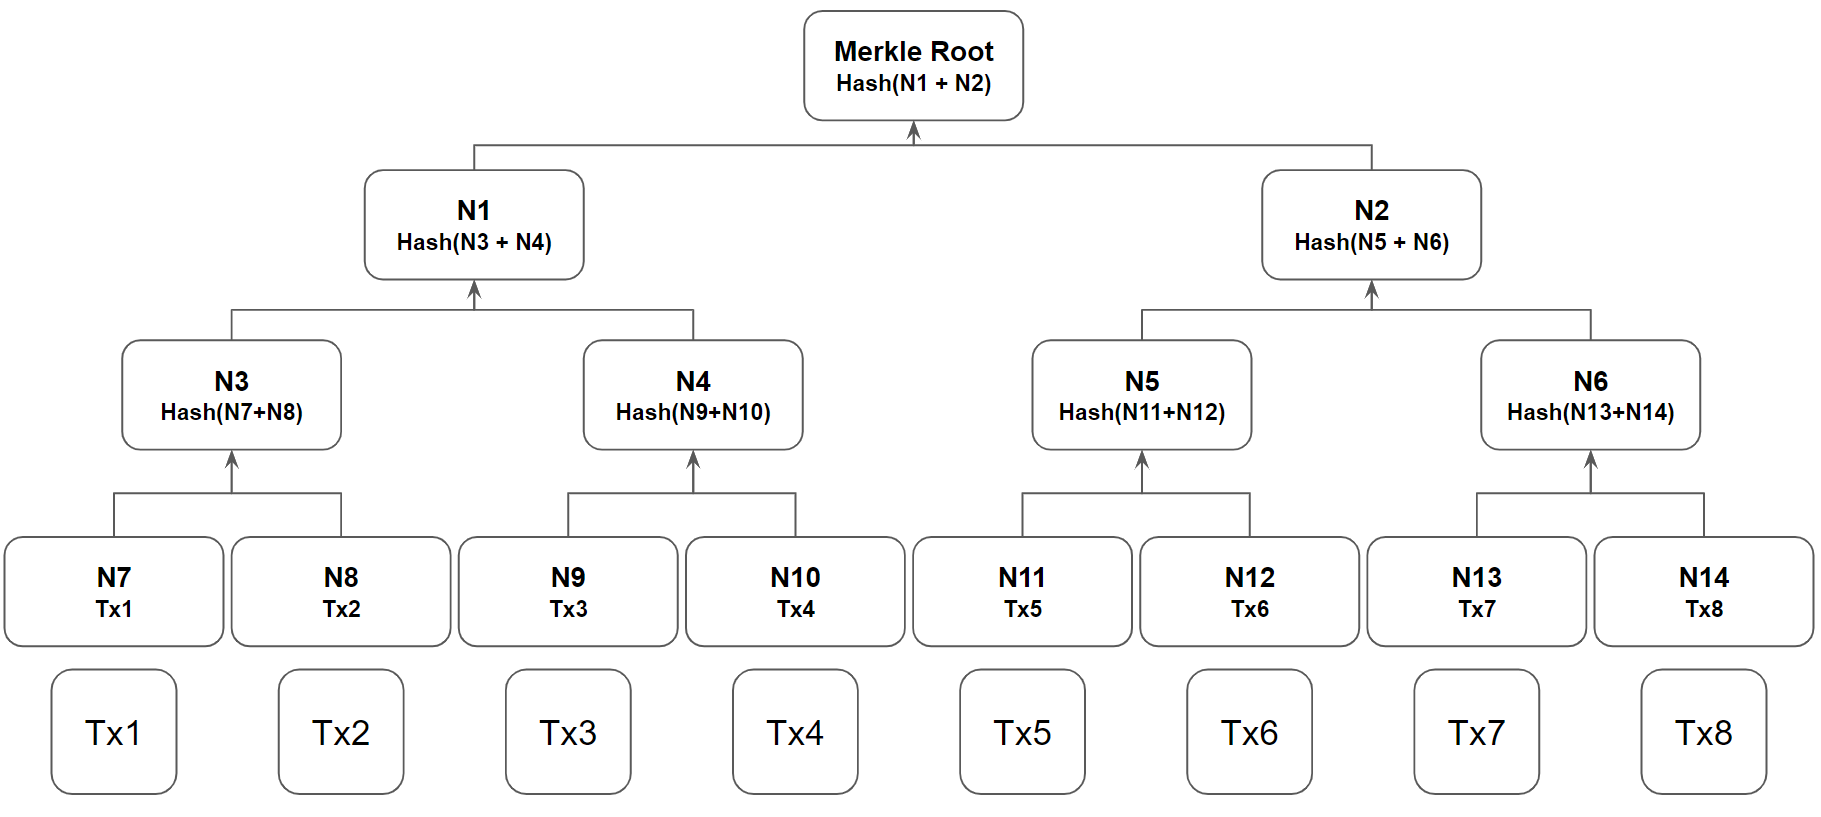 Merkle Root
Hash(N1 + N2)
N1
Hash(N3 + N4)
N2
Hash(N5 + N6)
N3
Hash(N7+N8)
N4
Hash(N9+N10)
N5
Hash(N11+N12)
N6
Hash(N13+N14)
N7
Tx1
N8
Tx2
N9
Tx3
N10
Tx4
N11
Tx5
N12
Tx6
N13
Tx7
N14
Tx8
Tx1
Tx2
Tx3
Tx4
Tx5
Tx6
Tx7
Tx8